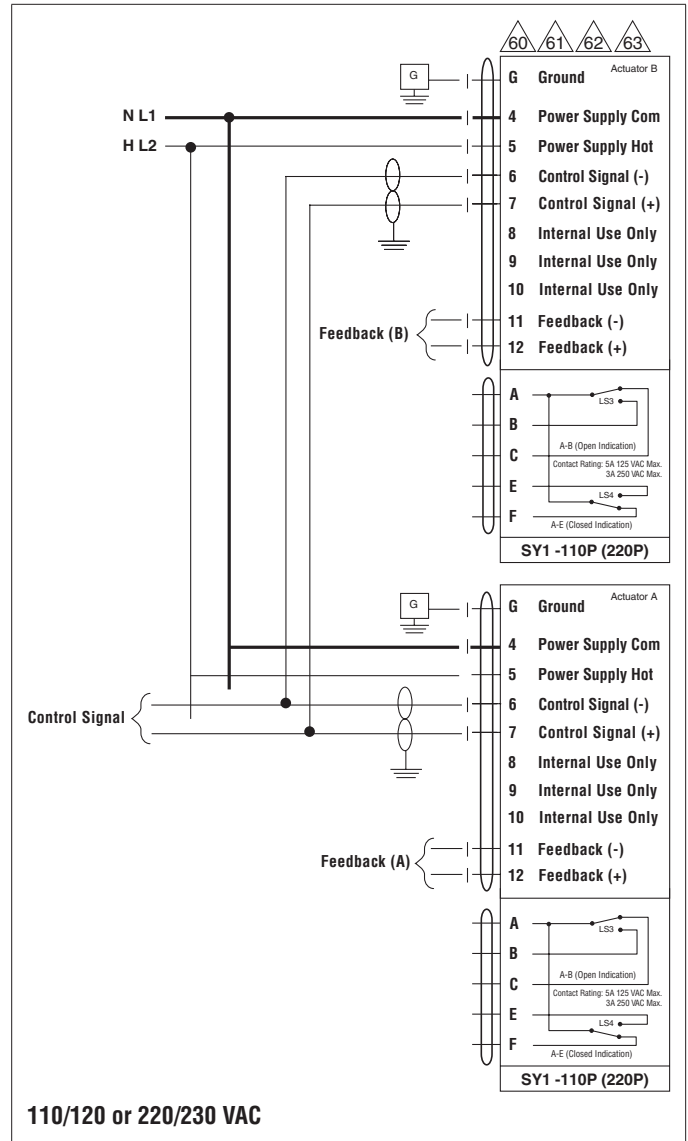 60 61 62 63
Actuator B
G
G Ground
N L1
4 Power Supply Com
H L2
5 Power Supply Hot
6 Control Signal (-)
7 Control Signal (+)
8 Internal Use Only
9 Internal Use Only
10 Internal Use Only
Feedback (B)
11 Feedback (-)
12 Feedback (+)
A
LS3
B
A-B (Open Indication)
C
Contact Rating: 5A 125 VAC Max.
3A 250 VAC Max.
E
LS4
F
A-E (Closed Indication)
SY1 -110P (220P)
Actuator A
G
G Ground
4 Power Supply Com
5 Power Supply Hot
Control Signal
6 Control Signal (-)
7 Control Signal (+)
8 Internal Use Only
9 Internal Use Only
10 Internal Use Only
Feedback (A)
11 Feedback (-)
12 Feedback (+)
A
LS3
B
A-B (Open Indication)
C
Contact Rating: 5A 125 VAC Max.
3A 250 VAC Max.
E
LS4
F
A-E (Closed Indication)
SY1 -110P (220P)
110/120 or 220/230 VAC